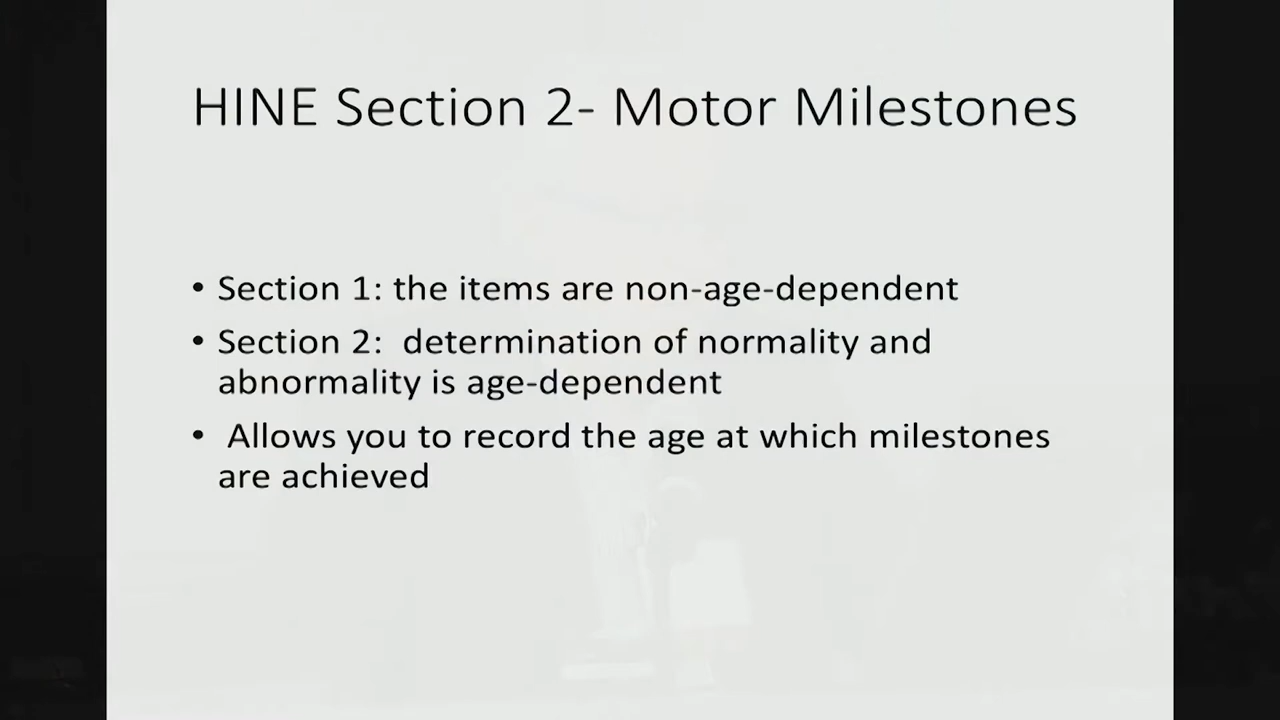 HINE Section 2- Motor Milestones
• Section 1: the items are non-age-dependent
• Section 2:  determination of normality and
abnormality is age-dependent
•  Allows you to record the age at which milestones
are achieved